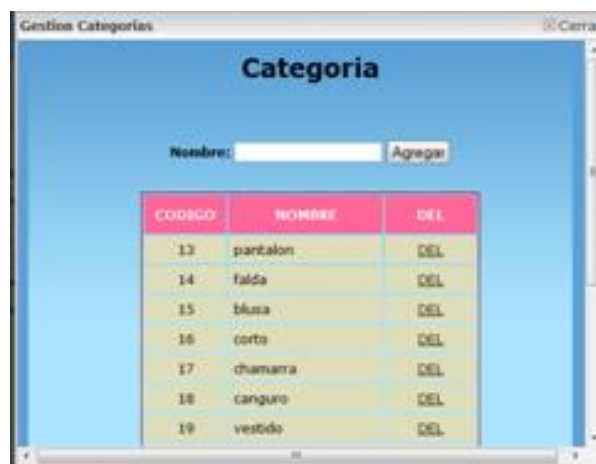 Gestion Categorias Cerra
Categoria
Nombre: Agregar
CODIGO NOMBRE DEL
13 pantalon DEL
14 falda DEL
15 blusa DEL
16 corto DEL
17 chamarra DEL
18 canguro DEL
19 vestido DEL